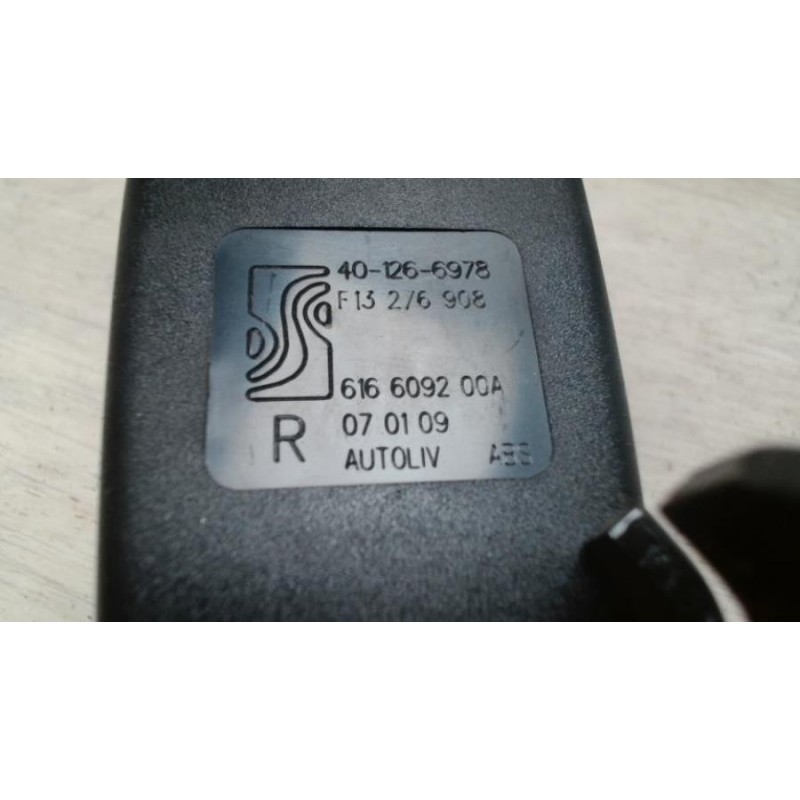 40-126-6978
F13 276 908
616 6092 00A
R 07 01 09
AUTOLIV